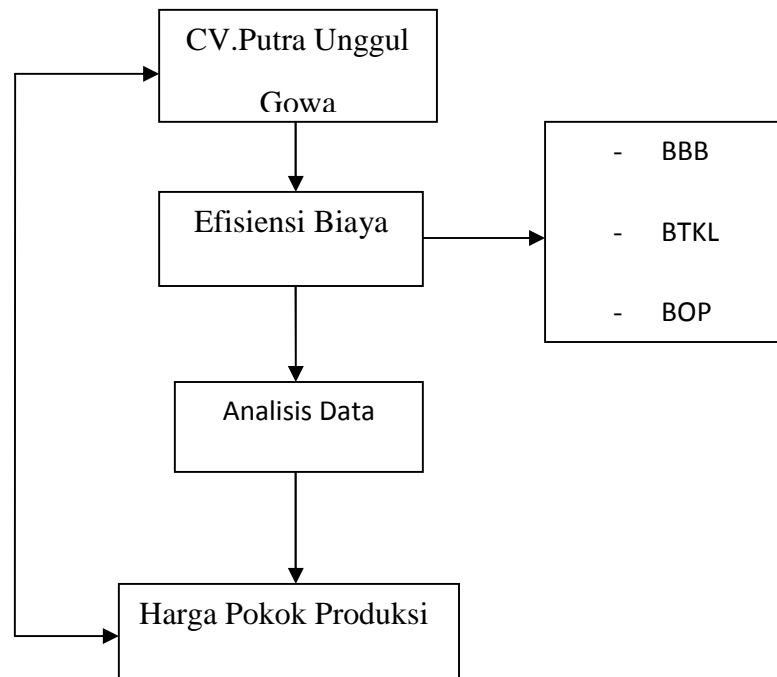 CV.Putra Unggul
Gowa
Efisiensi Biaya
- BBB
- BTKL
- BOP
Analisis Data
Harga Pokok Produksi